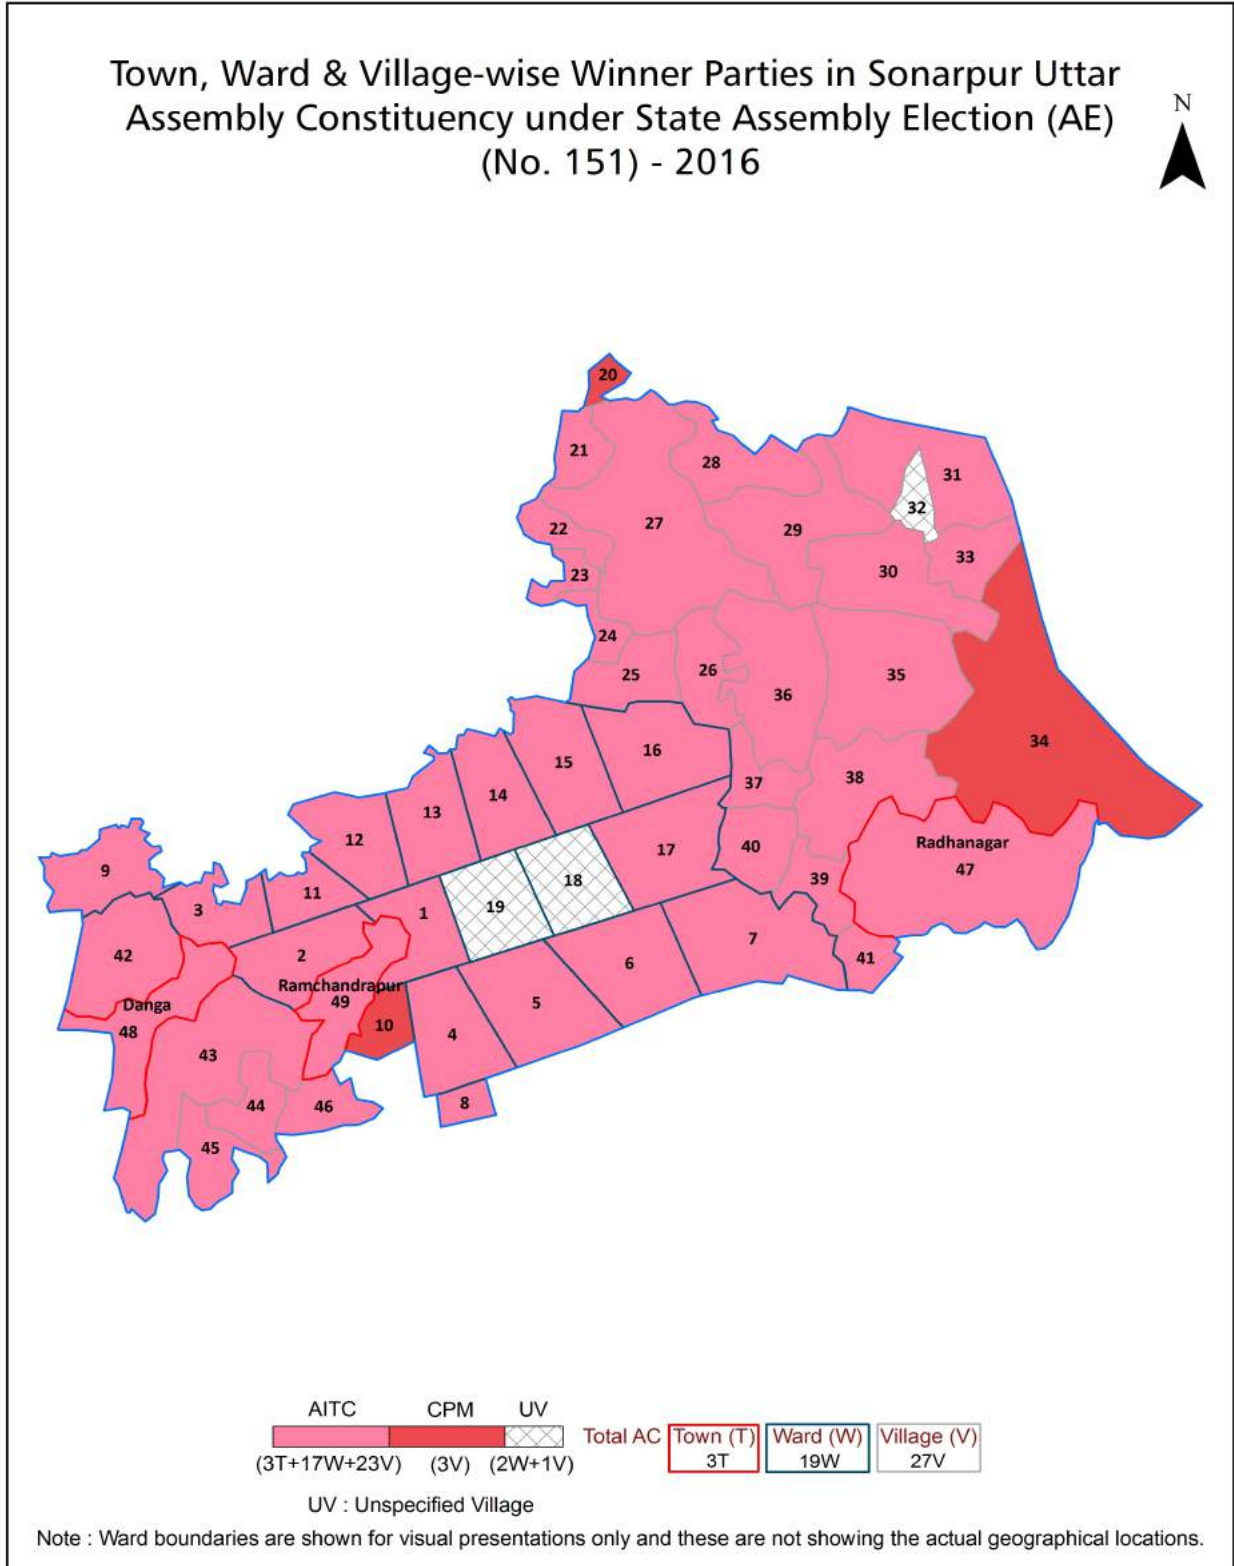 Town, Ward & Village-wise Winner Parties in Sonarpur Uttar
Assembly Constituency under State Assembly Election (AE)
(No. 151) - 2016
N
20
21
28
31
32
27
22
29
33
23
30
24
25
26
35
36
34
16
15
37
38
14
13
12
Radhanagar
17
40
47
9
18
39
11
19
3
1
7
42
2
41
6
Ramchandrapur
49
Danga
5
10
48
4
43
8
44
46
45
AITC CPM UV
(3T+17W+23V) (3V) (2W+1V)
Total AC
Town (T)
3T
Ward (W)
19W
Village (V)
27V
UV : Unspecified Village
Note : Ward boundaries are shown for visual presentations only and these are not showing the actual geographical locations.